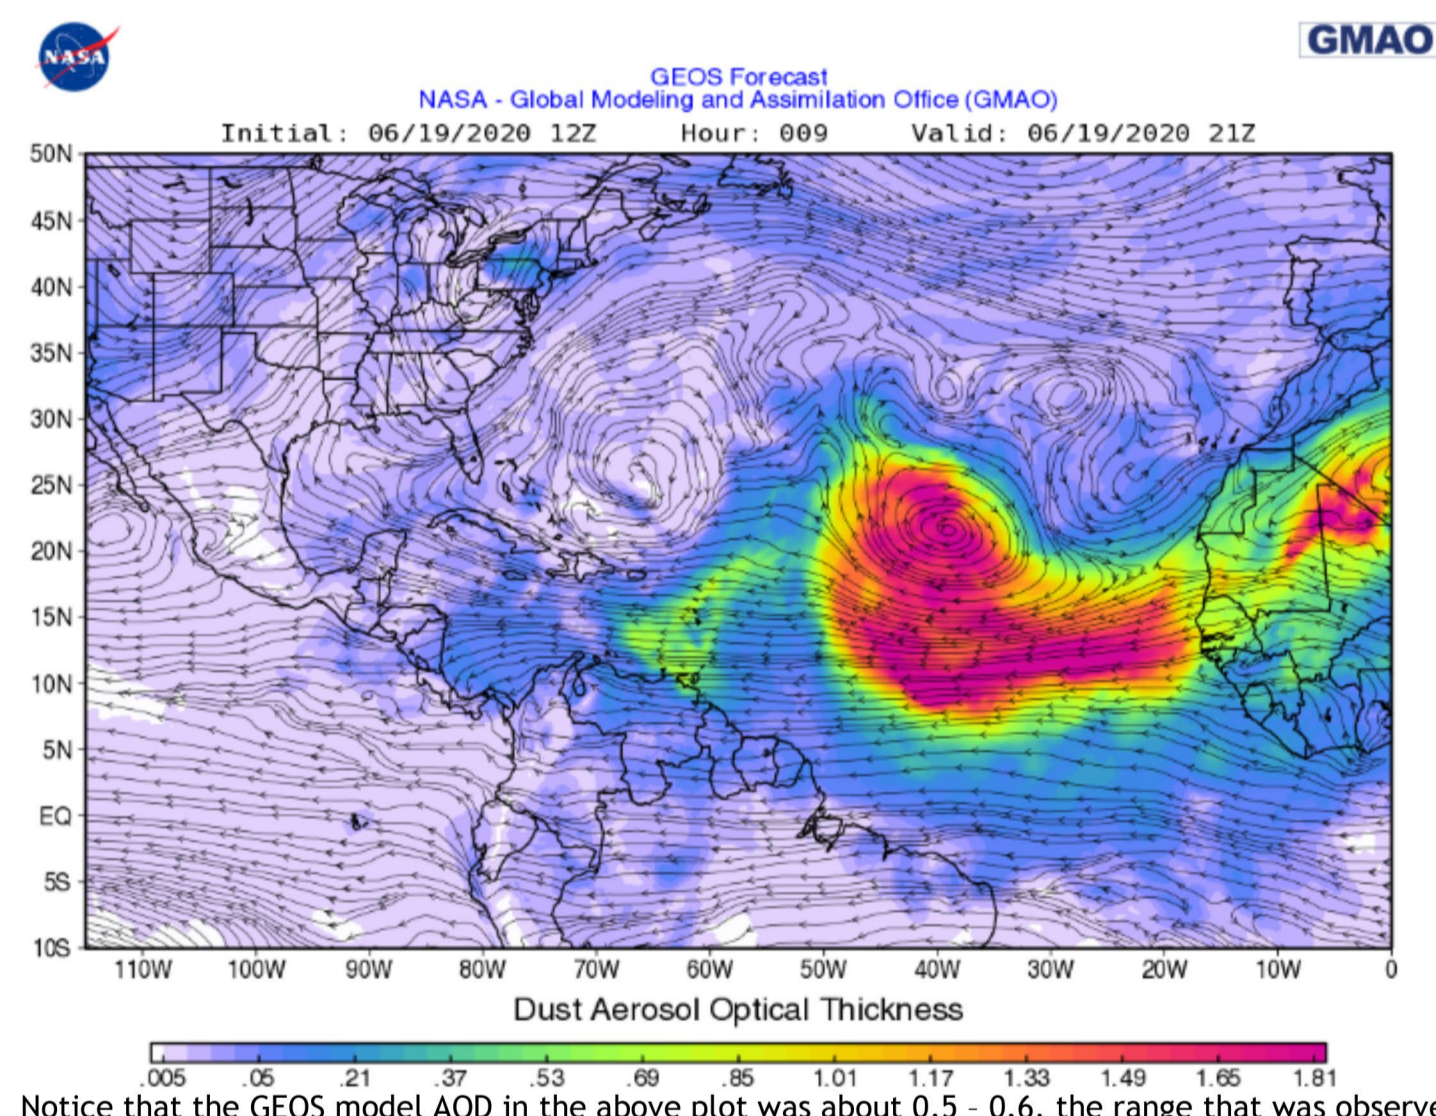 NASA
GMAO
GEOS Forecast
NASA - Global Modeling and Assimilation Office (GMAO)
Initial: 06/19/2020 12Z Hour: 009 Valid: 06/19/2020 21Z
50N
45N
40N
35N
30N
25N
20N
15N
10N
5N
EQ
5S
10S
110W 100W 90W 80W 70W 60W 50W 40W 30W 20W 10W 0
Dust Aerosol Optical Thickness
.005 .05 .21 .37 .53 .69 .85 1.01 1.17 1.33 1.49 1.65 1.81
Notice that the GEOS model AOD in the above plot was about 0.5 - 0.6, the range that was observe